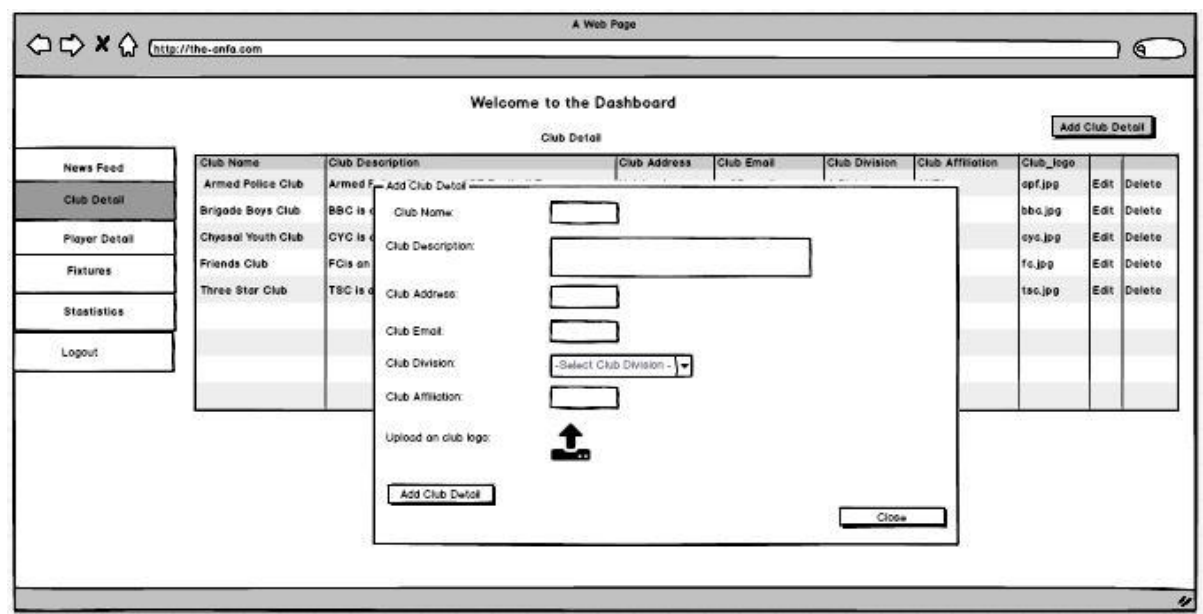 A Web Page
http://the-anfa.com
Welcome to the Dashboard
Add Club Detail
Club Detail
News Feed
Club Detail
Player Detail
Fixtures
Stastistics
Logout
Club Name Club Description Club Address Club Email Club Division Club Affiliation Club_logo
Armed Police Club Armed apf.jpg Edit Delete
Brigade Boys Club BBC is bbc.jpg Edit Delete
Chyasal Youth Club CYC is cyc.jpg Edit Delete
Friends Club FCis an fc.jpg Edit Delete
Three Star Club TSC is tsc.jpg Edit Delete
Add Club Detail
Club Name:
Club Description:
Club Address:
Club Email:
Club Division: -Select Club Division -
Club Affiliation:
Upload an club logo:
Add Club Detail
Close